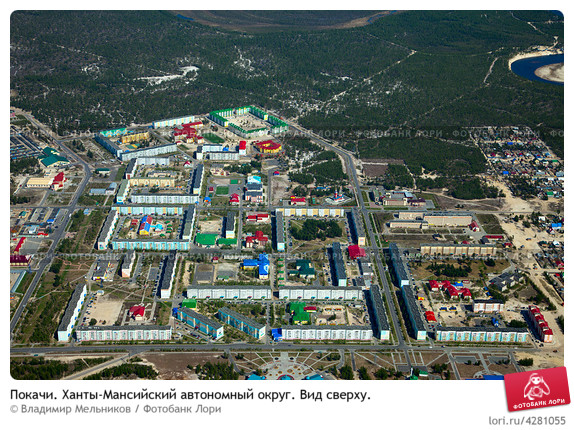 ФОТОБАНК ЛОРИ
Покачи. Ханты-Мансийский автономный округ. Вид сверху.
© Владимир Мельников / Фотобанк Лори
lori.ru/4281055